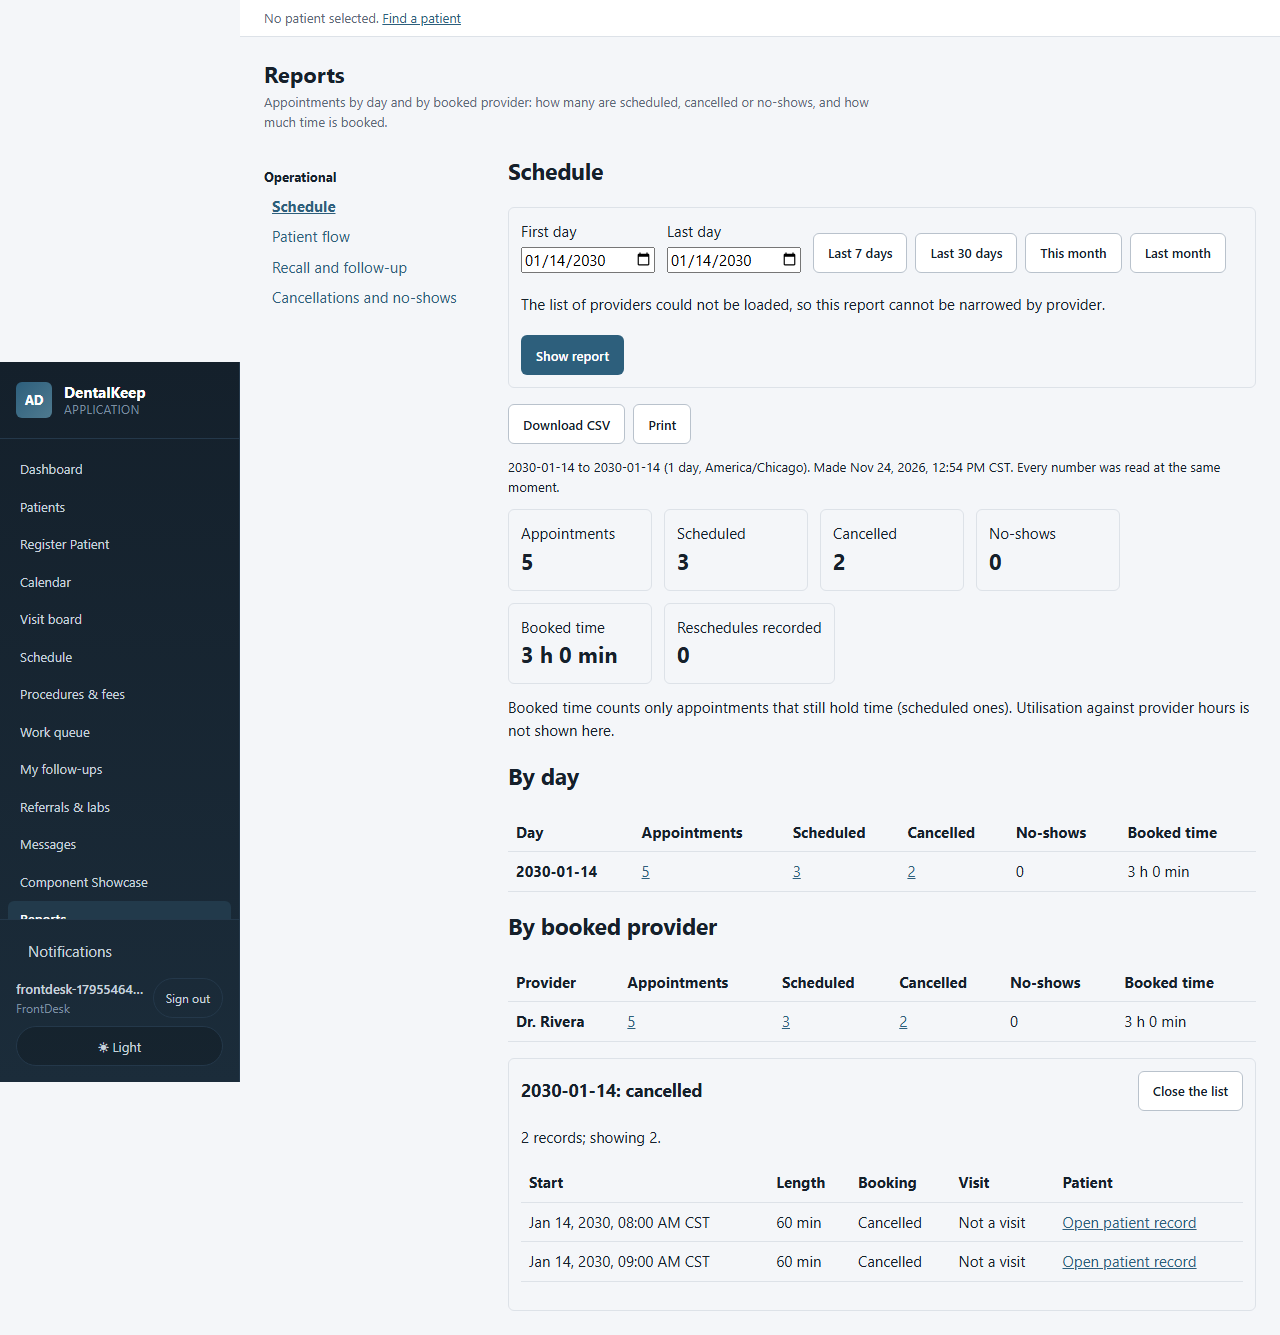 No patient selected. Find a patient
Reports
Appointments by day and by booked provider: how many are scheduled, cancelled or no-shows, and how
much time is booked.
Operational
Schedule
Patient flow
Recall and follow-up
Cancellations and no-shows
AD
DentalKeep
APPLICATION
Dashboard
Patients
Register Patient
Calendar
Visit board
Schedule
Procedures & fees
Work queue
My follow-ups
Referrals & labs
Messages
Component Showcase
Reports
Notifications
frontdesk-17955464...
FrontDesk
Sign out
☀ Light
Schedule
First day
Last day
01/14/2030
01/14/2030
Last 7 days
Last 30 days
This month
Last month
The list of providers could not be loaded, so this report cannot be narrowed by provider.
Show report
Download CSV
Print
2030-01-14 to 2030-01-14 (1 day, America/Chicago). Made Nov 24, 2026, 12:54 PM CST. Every number was read at the same
moment.
Appointments
5
Scheduled
3
Cancelled
2
No-shows
0
Booked time
3 h 0 min
Reschedules recorded
0
Booked time counts only appointments that still hold time (scheduled ones). Utilisation against provider hours is
not shown here.
By day
Day Appointments Scheduled Cancelled No-shows Booked time
2030-01-14 5 3 2 0 3 h 0 min
By booked provider
Provider Appointments Scheduled Cancelled No-shows Booked time
Dr. Rivera 5 3 2 0 3 h 0 min
2030-01-14: cancelled
Close the list
2 records; showing 2.
Start Length Booking Visit Patient
Jan 14, 2030, 08:00 AM CST 60 min Cancelled Not a visit Open patient record
Jan 14, 2030, 09:00 AM CST 60 min Cancelled Not a visit Open patient record